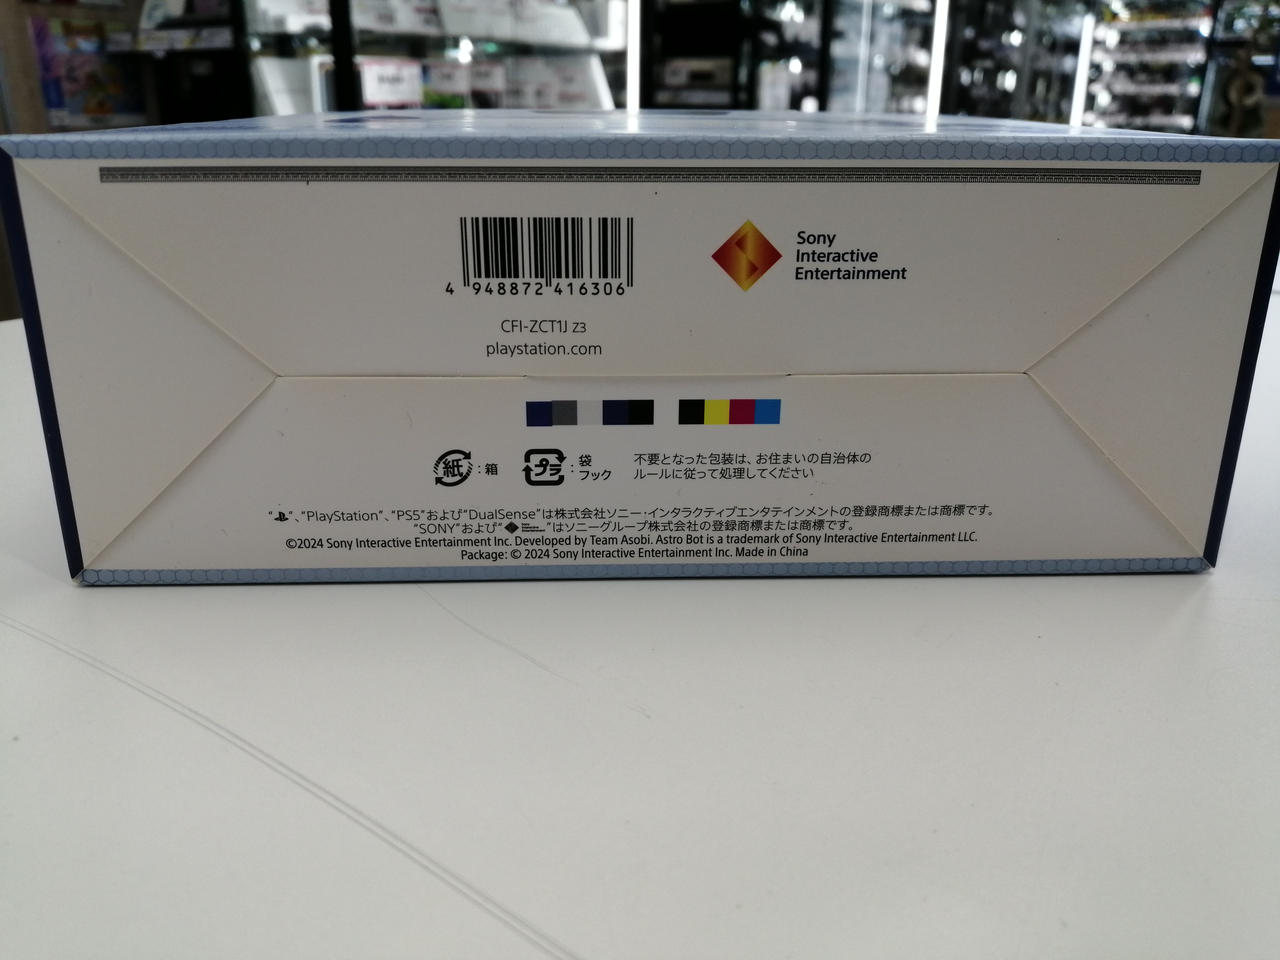 4 948872 416306
Sony
Interactive
Entertainment
CFI-ZCT1J Z3
playstation.com
紙 : 箱
プラ : 袋
フック
不要となった包装は、お住まいの自治体の
ルールに従って処理してください
“ ”、“PlayStation”、“PS5”および“DualSense”は株式会社ソニー・インタラクティブエンタテインメントの登録商標または商標です。
“SONY”および“ ”はソニーグループ株式会社の登録商標または商標です。
©2024 Sony Interactive Entertainment Inc. Developed by Team Asobi. Astro Bot is a trademark of Sony Interactive Entertainment LLC.
Package: © 2024 Sony Interactive Entertainment Inc. Made in China